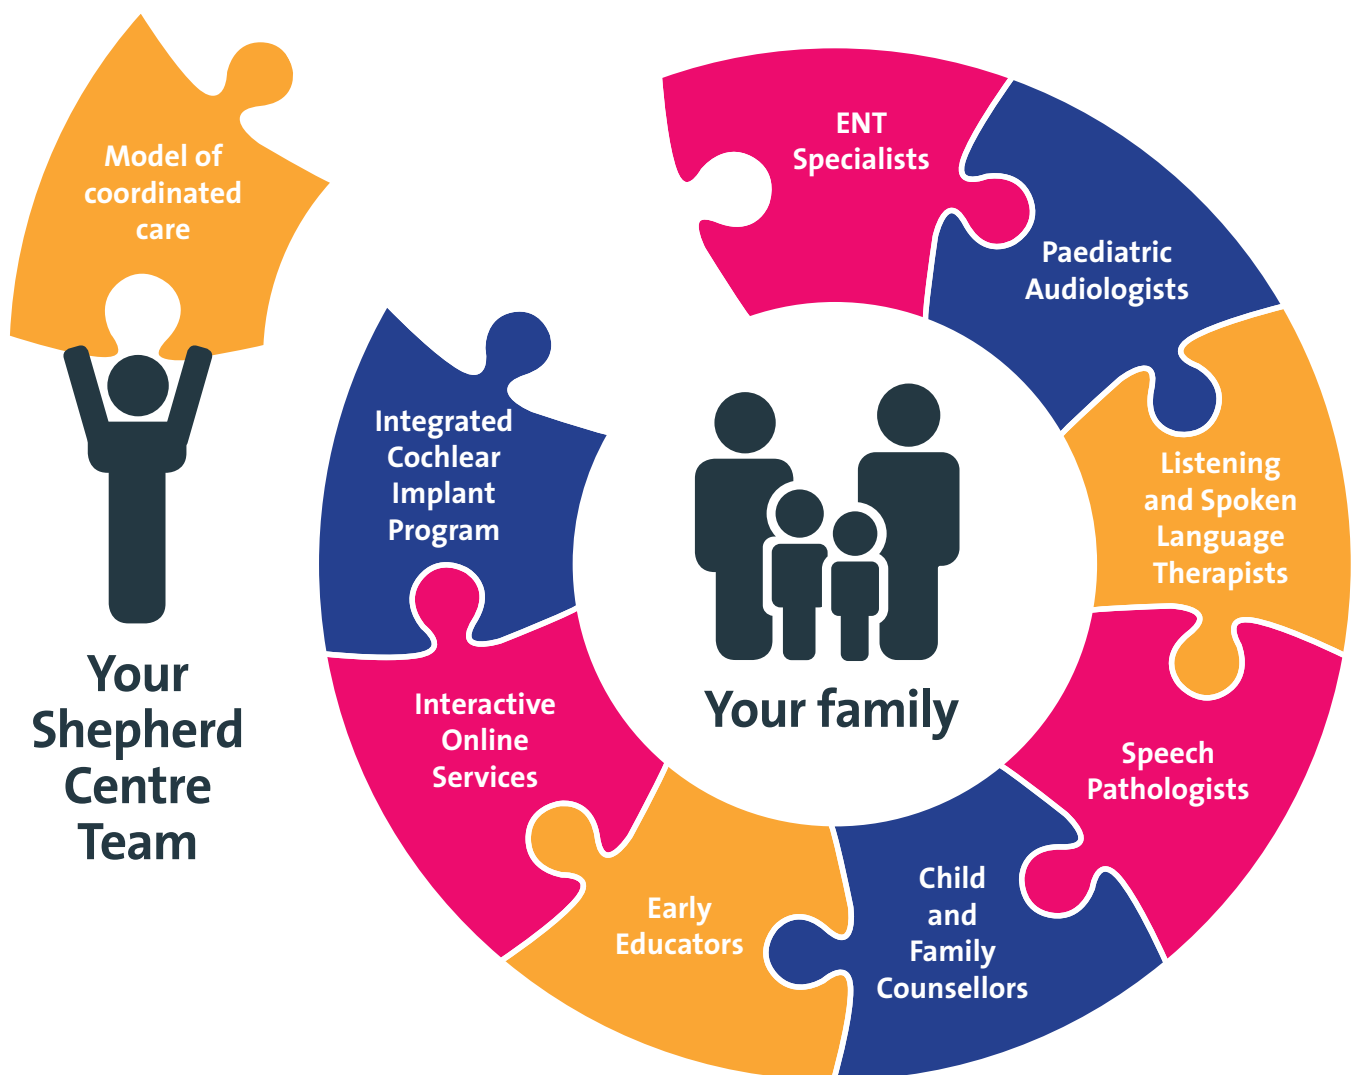 Model of
coordinated
care
Your
Shepherd
Centre
Team
ENT
Specialists
Paediatric
Audiologists
Listening
and Spoken
Language
Therapists
Speech
Pathologists
Child
and
Family
Counsellors
Early
Educators
Interactive
Online
Services
Integrated
Cochlear
Implant
Program
Your family